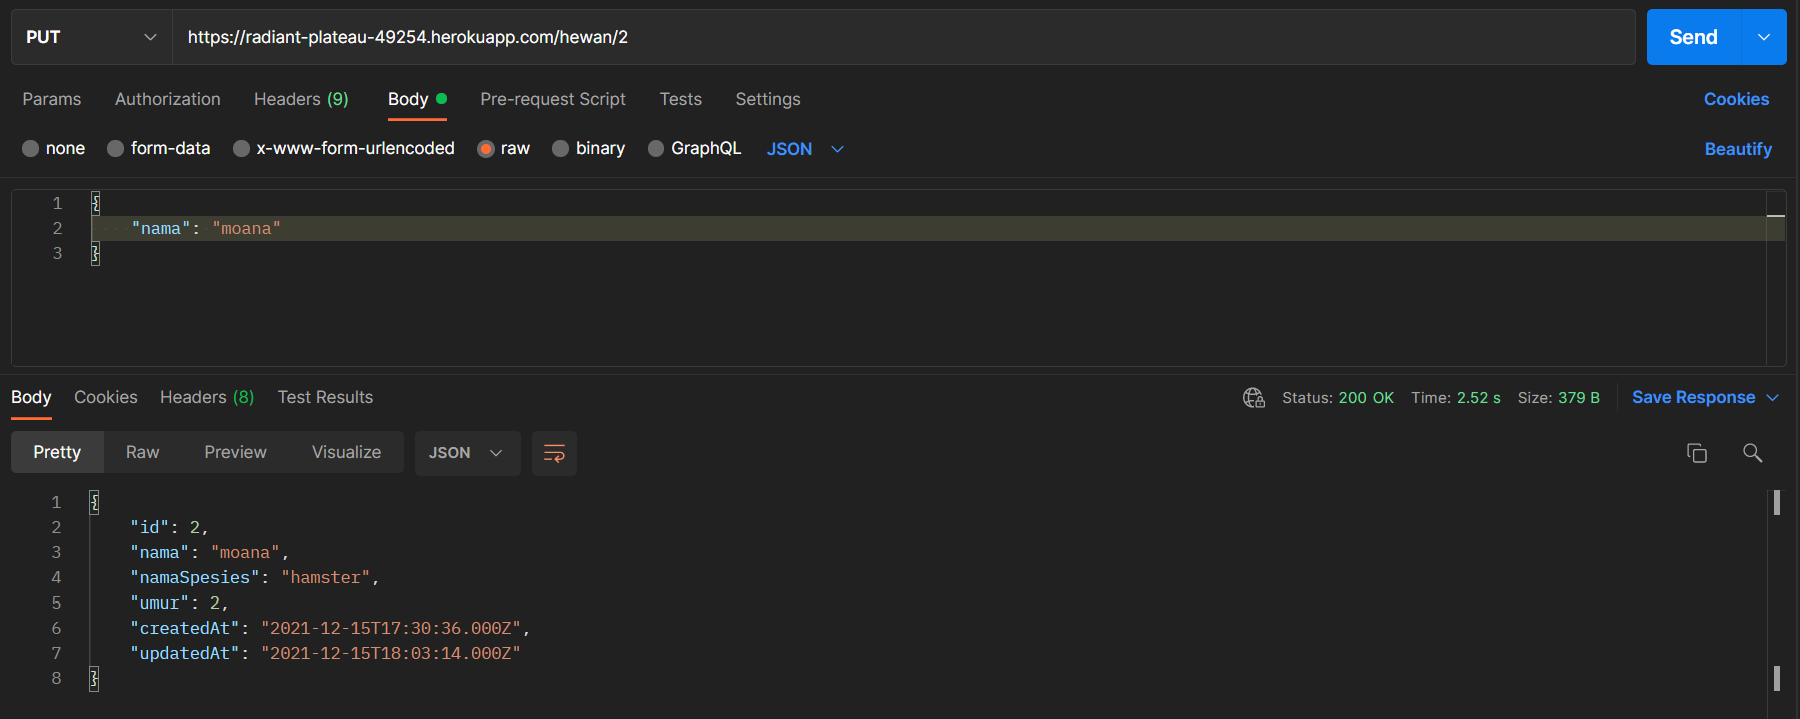 PUT https://radiant-plateau-49254.herokuapp.com/hewan/2 Send
Params Authorization Headers (9) Body Pre-request Script Tests Settings Cookies
none form-data x-www-form-urlencoded raw binary GraphQL JSON Beautify
1 {
2 "nama": "moana"
3 }
Body Cookies Headers (8) Test Results Status: 200 OK Time: 2.52 s Size: 379 B Save Response
Pretty Raw Preview Visualize JSON
1 {
2 "id": 2,
3 "nama": "moana",
4 "namaSpesies": "hamster",
5 "umur": 2,
6 "createdAt": "2021-12-15T17:30:36.000Z",
7 "updatedAt": "2021-12-15T18:03:14.000Z"
8 }